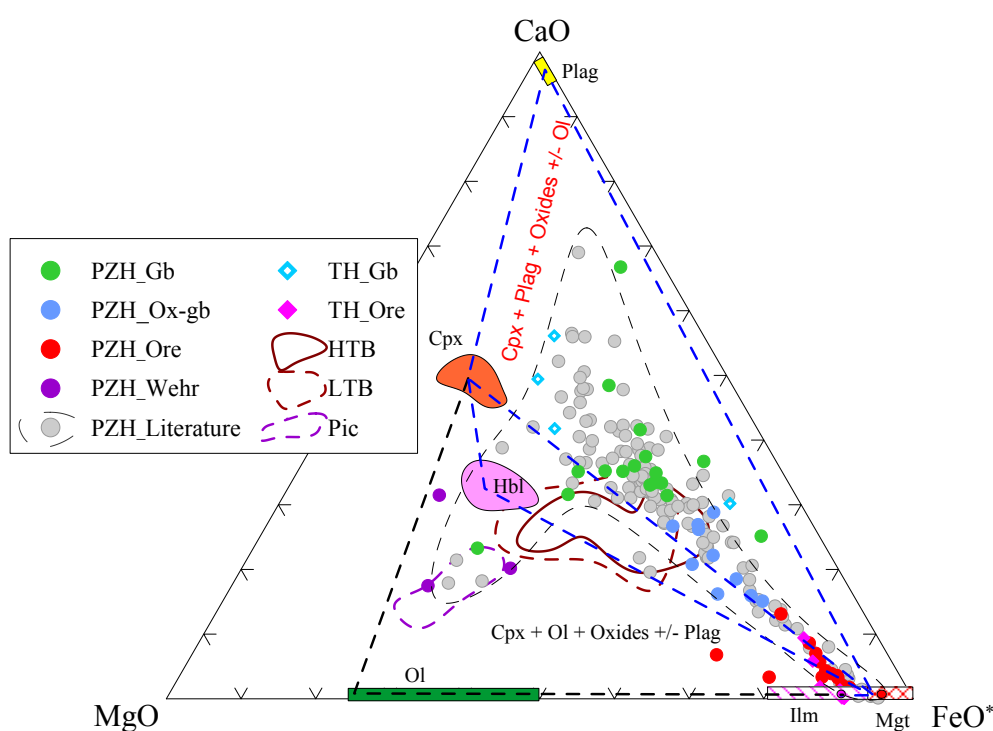 CaO
Plag
Cpx + Plag + Oxides +/- Ol
PZH_Gb
TH_Gb
PZH_Ox-gb
TH_Ore
PZH_Ore
HTB
PZH_Wehr
LTB
PZH_Literature
Pic
Cpx
Hbl
Cpx + Ol + Oxides +/- Plag
Ol
MgO
Ilm
Mgt
FeO*